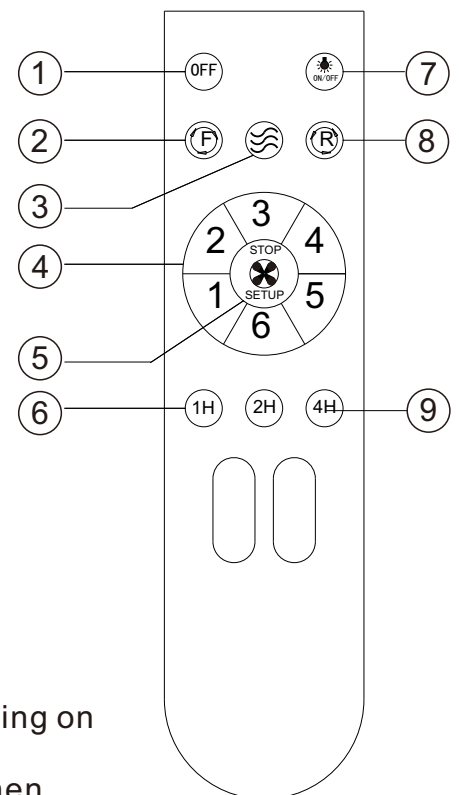 1 OFF ON/OFF 7
2 F R 8
3
3
4 2 4
STOP
SETUP
1 5
5 6
6 1H 2H 4H 9
ing on